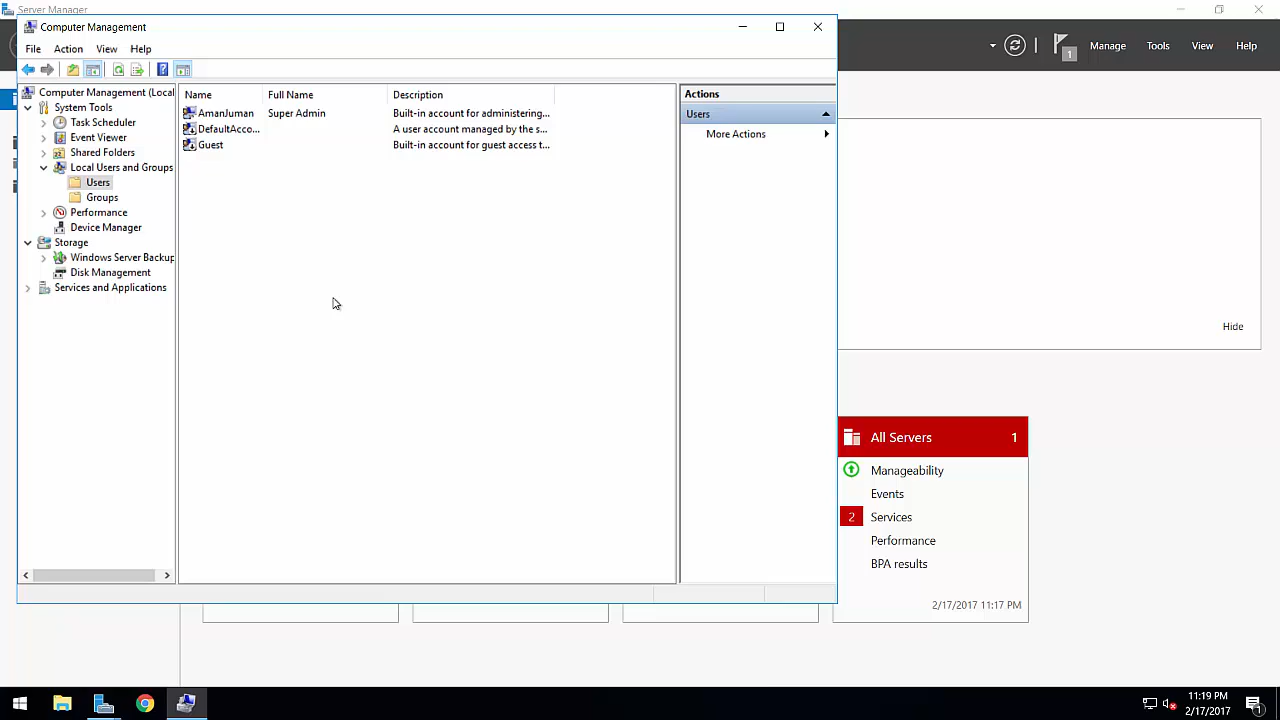 Server Manager
Computer Management
File Action View Help
Manage Tools View Help
1
Computer Management (Local
System Tools
Task Scheduler
Event Viewer
Shared Folders
Local Users and Groups
Users
Groups
Performance
Device Manager
Storage
Windows Server Backup
Disk Management
Services and Applications
Name Full Name Description
AmanJuman Super Admin Built-in account for administering...
DefaultAcco... A user account managed by the s...
Guest Built-in account for guest access t...
Actions
Users
More Actions
Hide
All Servers 1
Manageability
Events
2 Services
Performance
BPA results
2/17/2017 11:17 PM
11:19 PM
2/17/2017
1